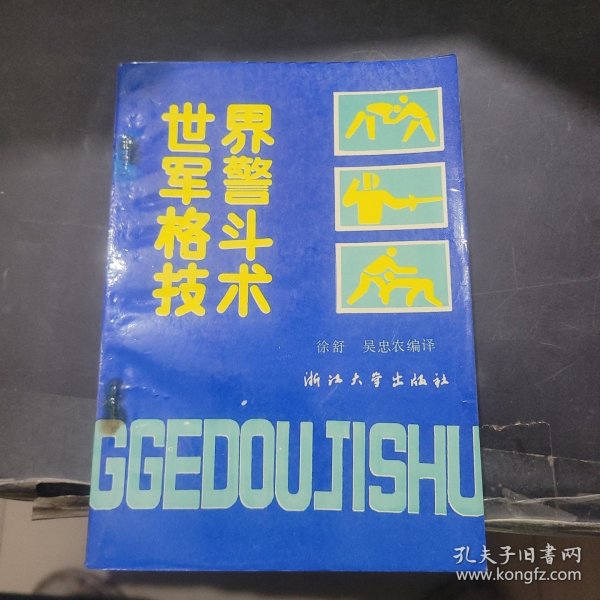 世界
军警
格斗
技术
徐舒 吴忠农编译
浙江大学出版社
GGEDOUJISHU
孔夫子旧书网
www.kongfz.com